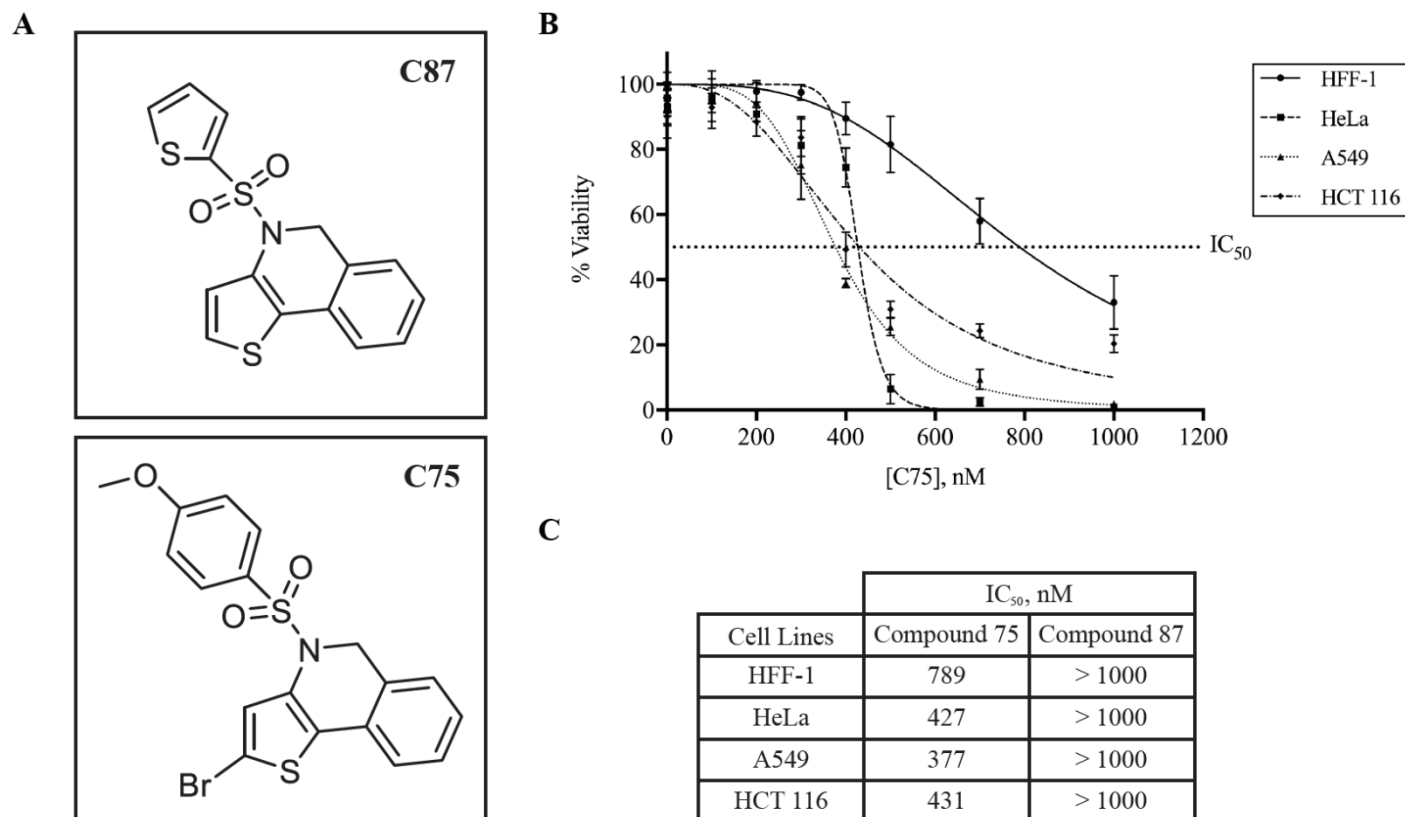 A
C87
S
O
S
O
N
S
C75
O
O
S
O
N
S
Br
B
% Viability
100
80
60
40
20
0
0 200 400 600 800 1000 1200
[C75], nM
IC50
HFF-1
HeLa
A549
HCT 116
C
IC50, nM
Cell Lines Compound 75 Compound 87
HFF-1 789 > 1000
HeLa 427 > 1000
A549 377 > 1000
HCT 116 431 > 1000